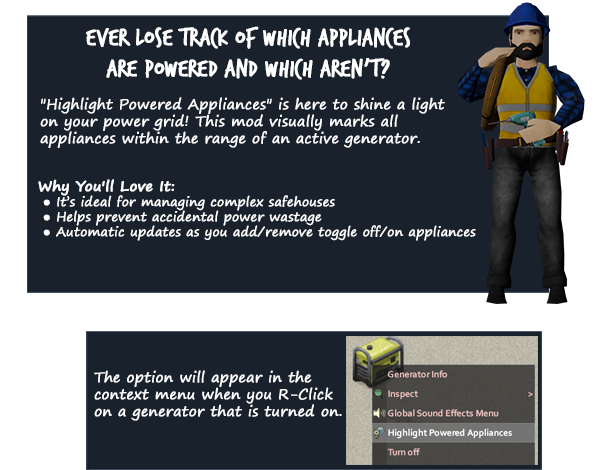 EVER LOSE TRACK OF WHICH APPLIANCES
ARE POWERED AND WHICH AREN'T?
"Highlight Powered Appliances" is here to shine a light
on your power grid! This mod visually marks all
appliances within the range of an active generator.
Why You'll Love It:
• It's ideal for managing complex safehouses
• Helps prevent accidental power wastage
• Automatic updates as you add/remove toggle off/on appliances
The option will appear in the
context menu when you R-Click
on a generator that is turned on.
Generator Info
Inspect >
Global Sound Effects Menu
Highlight Powered Appliances
Turn off